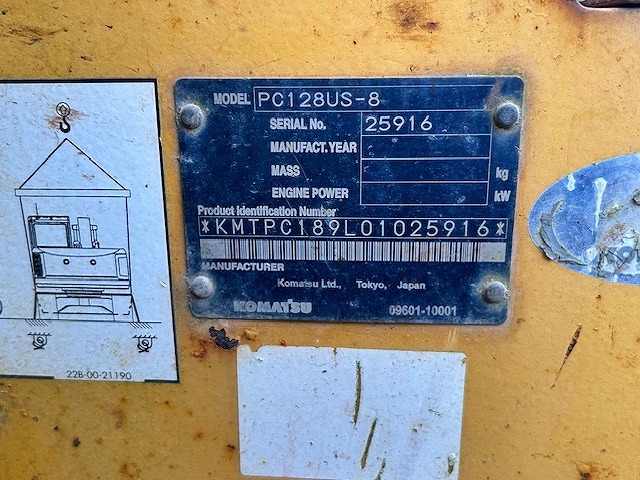 MODEL PC128US-8
SERIAL No. 25916
MANUFACT.YEAR
MASS kg
ENGINE POWER kW
Product Identification Number
*KMTPC189L01025916*
MANUFACTURER
Komatsu Ltd., Tokyo, Japan
KOMATSU 09601-10001
22B-00-21190